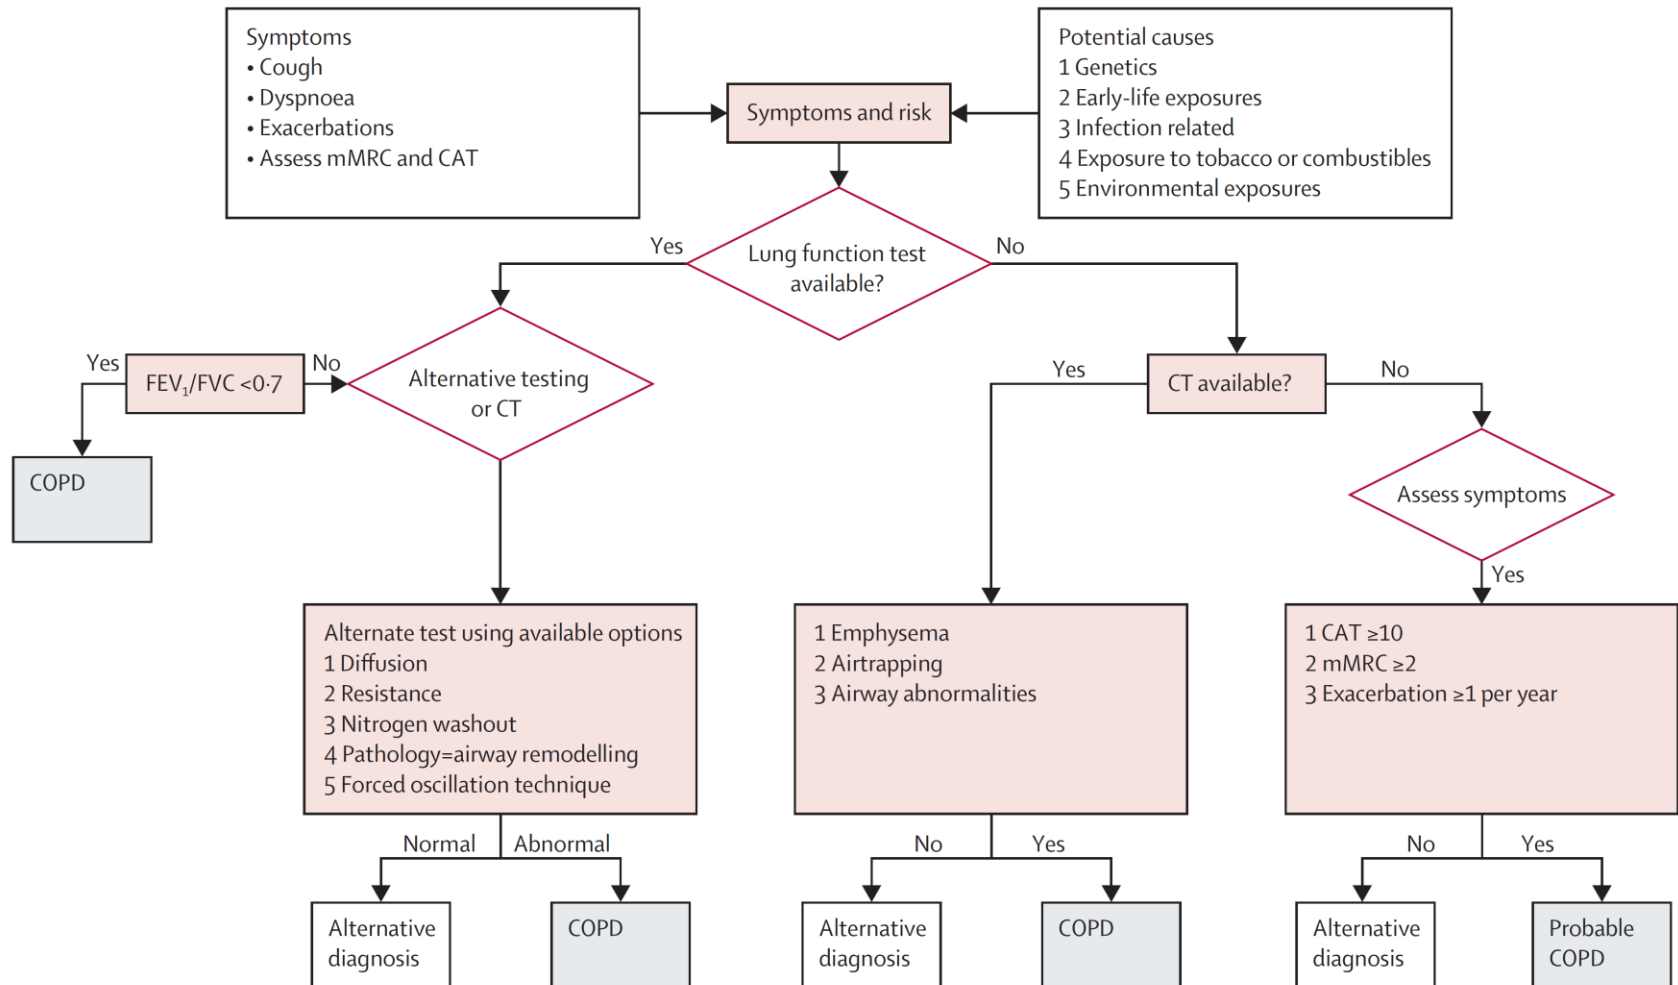 Symptoms
• Cough
• Dyspnoea
• Exacerbations
• Assess mMRC and CAT
Symptoms and risk
Potential causes
1 Genetics
2 Early-life exposures
3 Infection related
4 Exposure to tobacco or combustibles
5 Environmental exposures
Yes
Lung function test
available?
No
Yes
FEV₁/FVC <0·7
No
Alternative testing
or CT
Yes
CT available?
No
COPD
Assess symptoms
Yes
Alternate test using available options
1 Diffusion
2 Resistance
3 Nitrogen washout
4 Pathology=airway remodelling
5 Forced oscillation technique
1 Emphysema
2 Airtrapping
3 Airway abnormalities
1 CAT ≥10
2 mMRC ≥2
3 Exacerbation ≥1 per year
Normal
Abnormal
No
Yes
No
Yes
Alternative
diagnosis
COPD
Alternative
diagnosis
COPD
Alternative
diagnosis
Probable
COPD